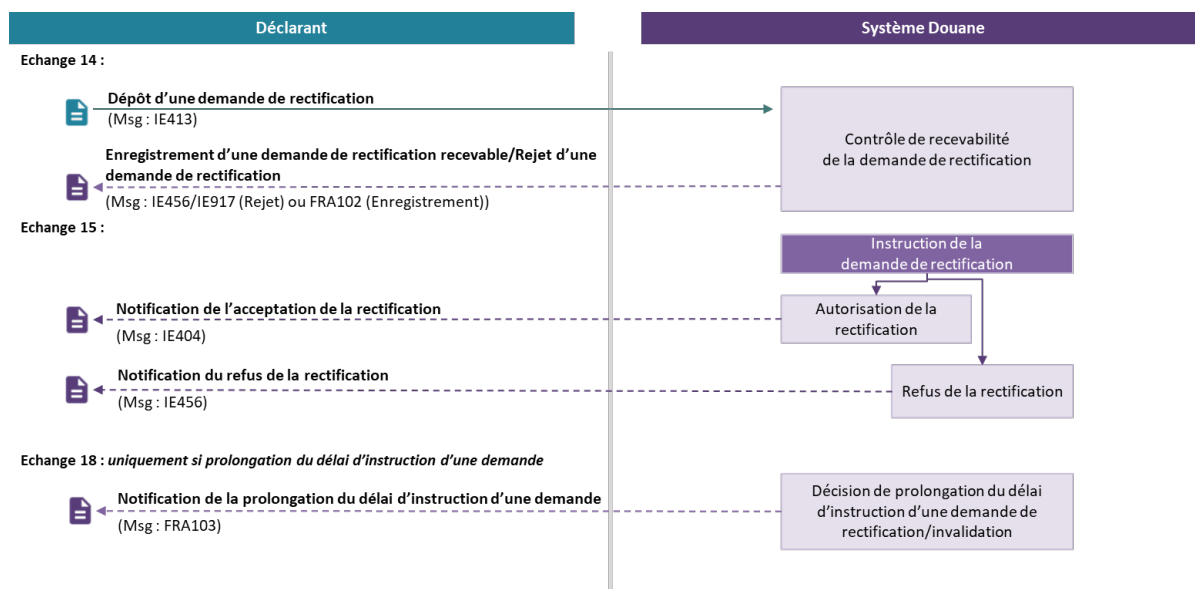 Déclarant
Système Douane
Echange 14 :
Dépôt d’une demande de rectification
(Msg : IE413)
Contrôle de recevabilité
de la demande de rectification
Enregistrement d’une demande de rectification recevable/Rejet d’une
demande de rectification
(Msg : IE456/IE917 (Rejet) ou FRA102 (Enregistrement))
Echange 15 :
Instruction de la
demande de rectification
Notification de l’acceptation de la rectification
(Msg : IE404)
Autorisation de la
rectification
Notification du refus de la rectification
(Msg : IE456)
Refus de la rectification
Echange 18 : uniquement si prolongation du délai d’instruction d’une demande
Notification de la prolongation du délai d’instruction d’une demande
(Msg : FRA103)
Décision de prolongation du délai
d’instruction d’une demande de
rectification/invalidation